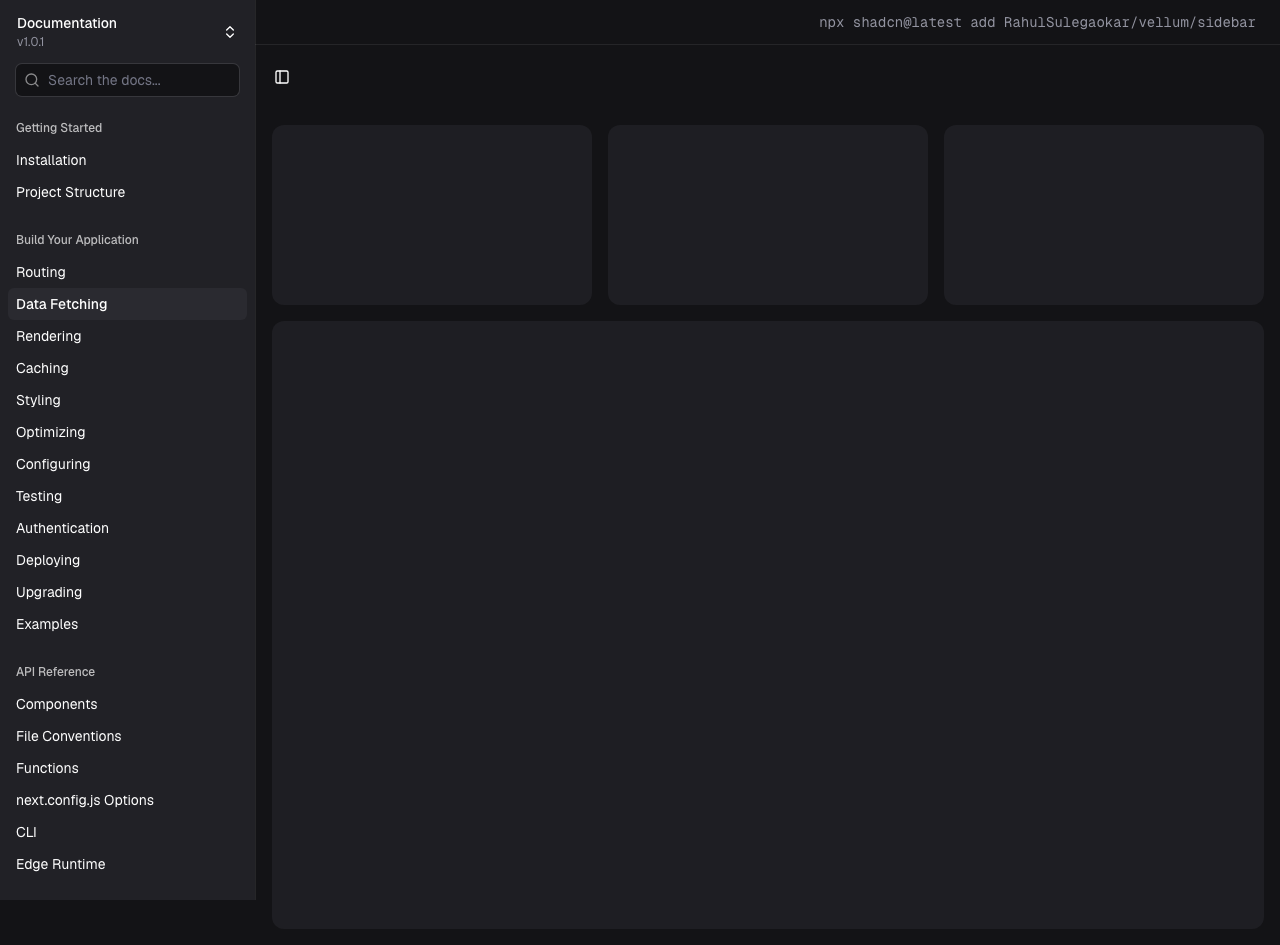 Documentation
v1.0.1
npx shadcn@latest add RahulSulegaokar/vellum/sidebar
Search the docs...
Getting Started
Installation
Project Structure
Build Your Application
Routing
Data Fetching
Rendering
Caching
Styling
Optimizing
Configuring
Testing
Authentication
Deploying
Upgrading
Examples
API Reference
Components
File Conventions
Functions
next.config.js Options
CLI
Edge Runtime